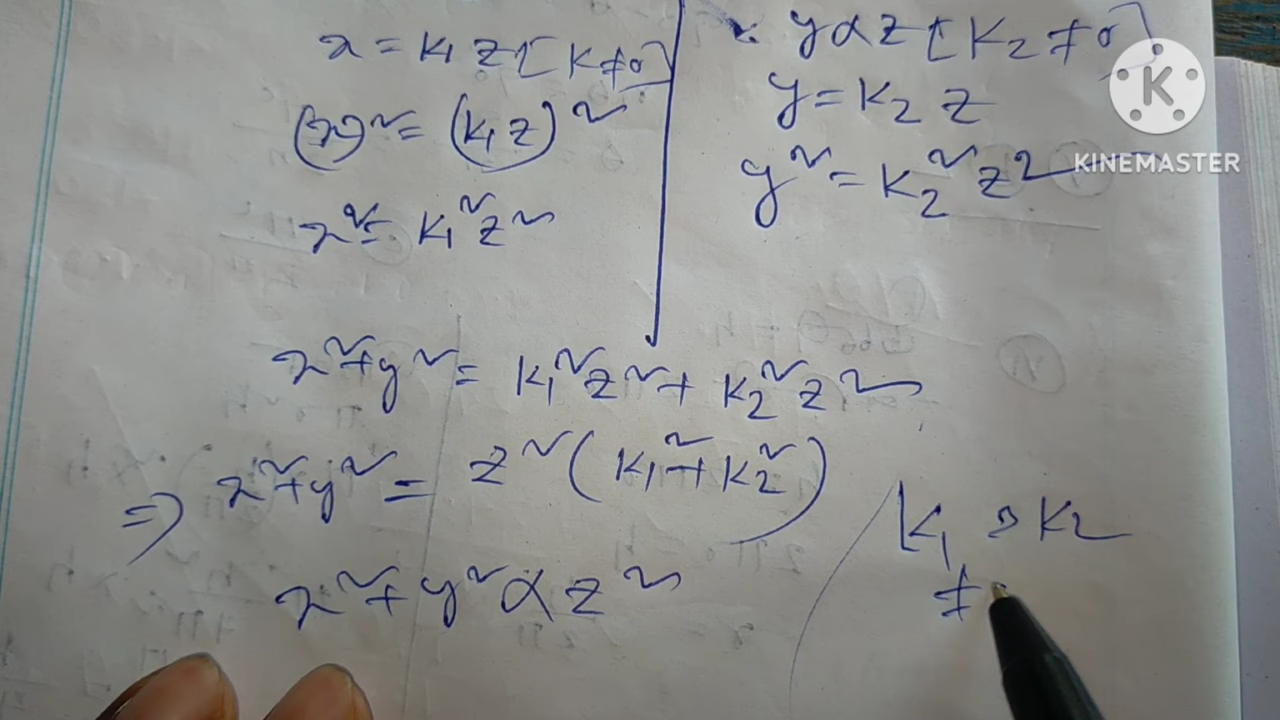 x = k₁ z [k≠0]
(x)² = (k₁ z)²
x² = k₁² z²
y ∝ z [k₂ ≠ 0]
y = k₂ z
y² = k₂² z²
x² + y² = k₁² z² + k₂² z²
⇒ x² + y² = z² (k₁² + k₂²)
x² + y² ∝ z²
k₁ ও k₂
≠
KINEMASTER